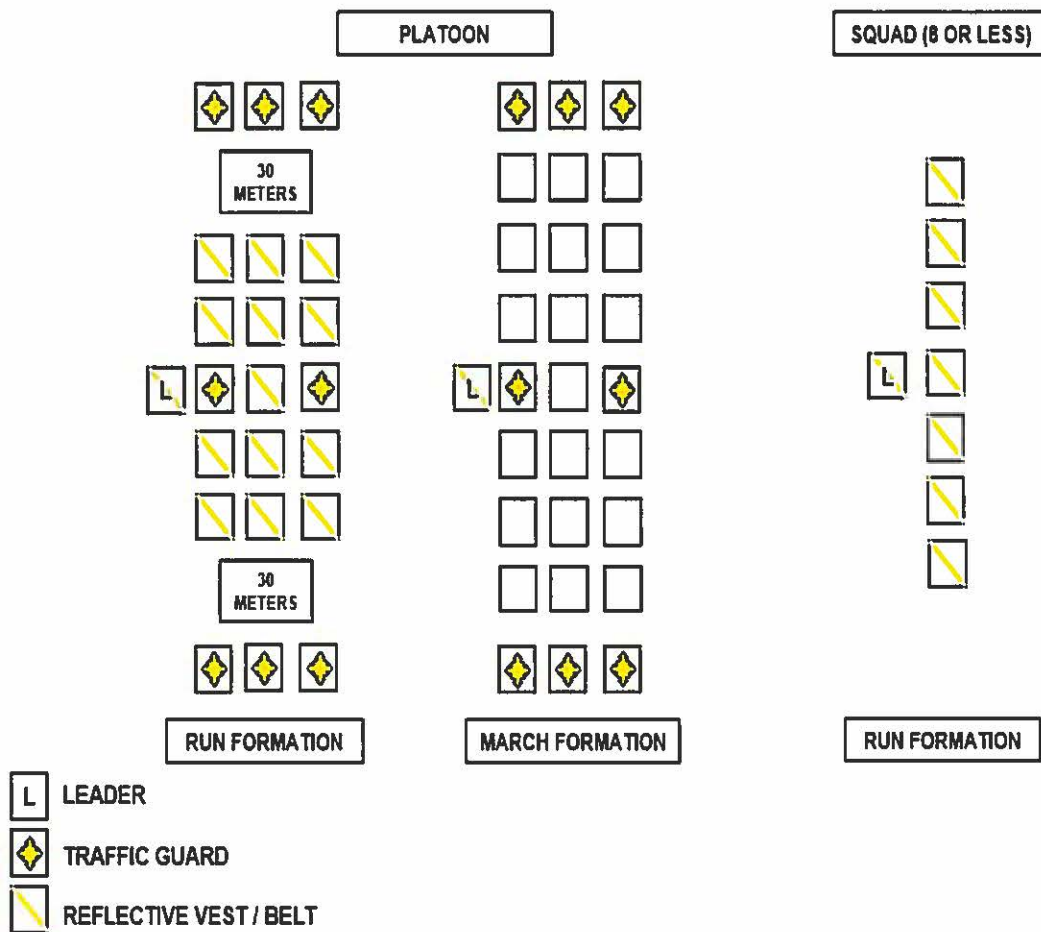 PLATOON
SQUAD (8 OR LESS)
30
METERS
L
L
L
30
METERS
RUN FORMATION
MARCH FORMATION
RUN FORMATION
L LEADER
TRAFFIC GUARD
REFLECTIVE VEST / BELT